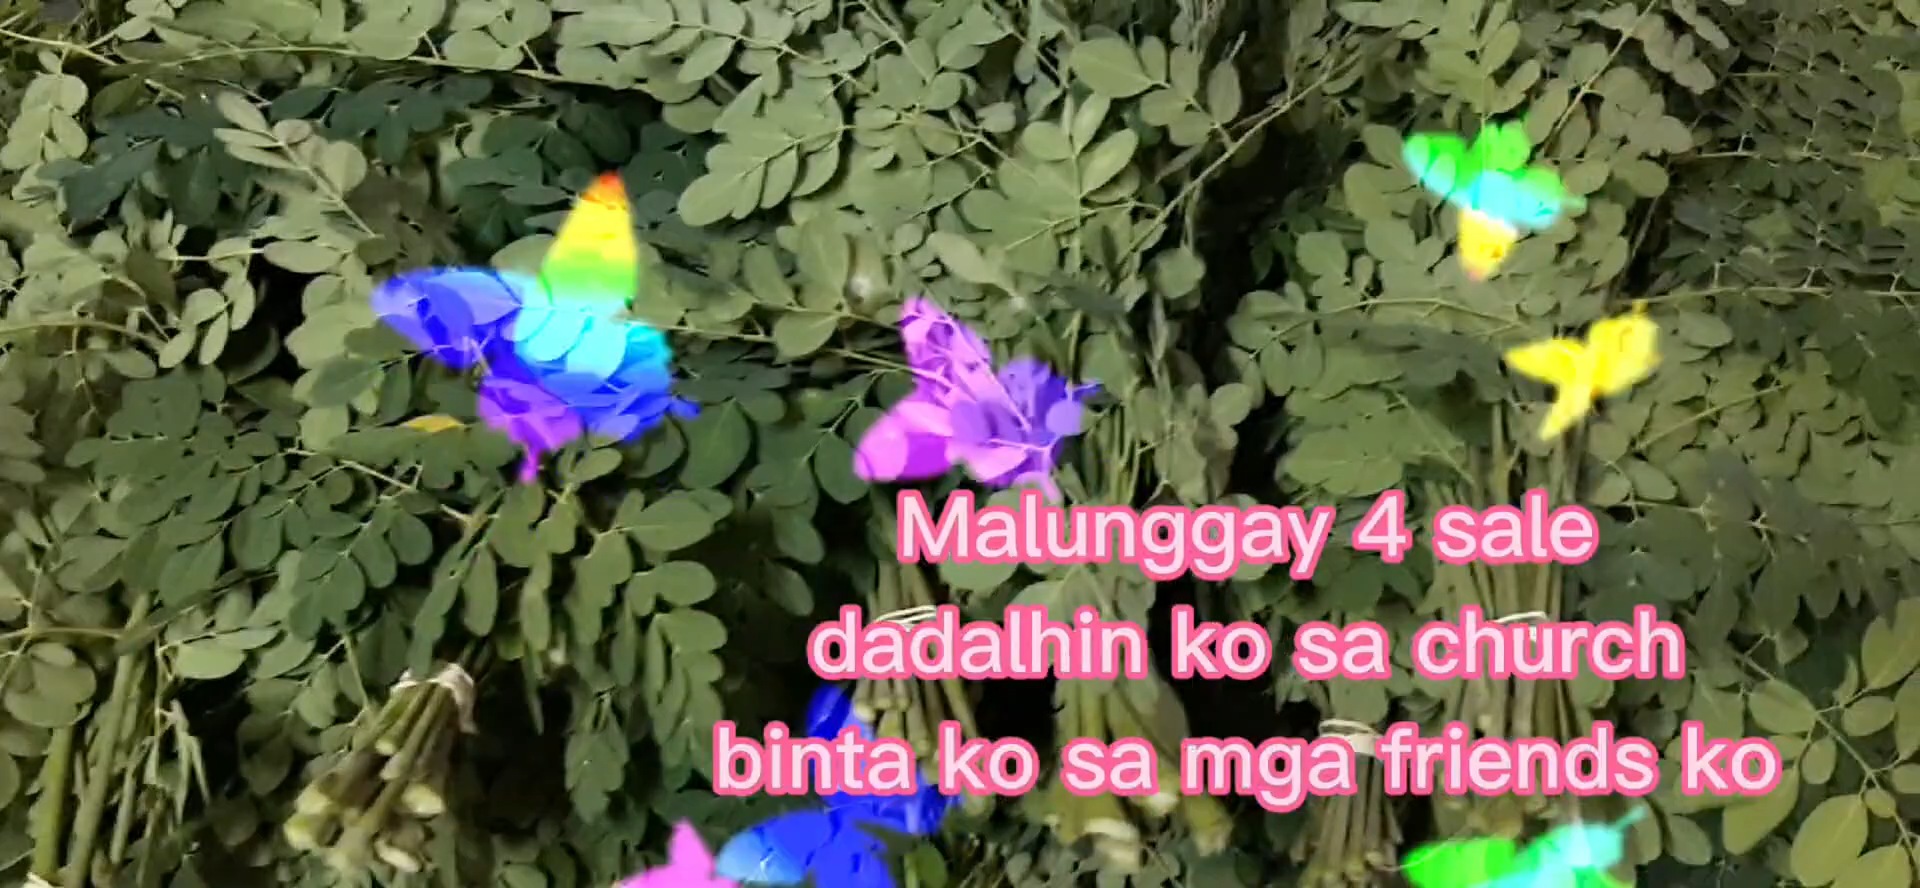 Malunggay 4 sale
dadalhin ko sa church
binta ko sa mga friends ko